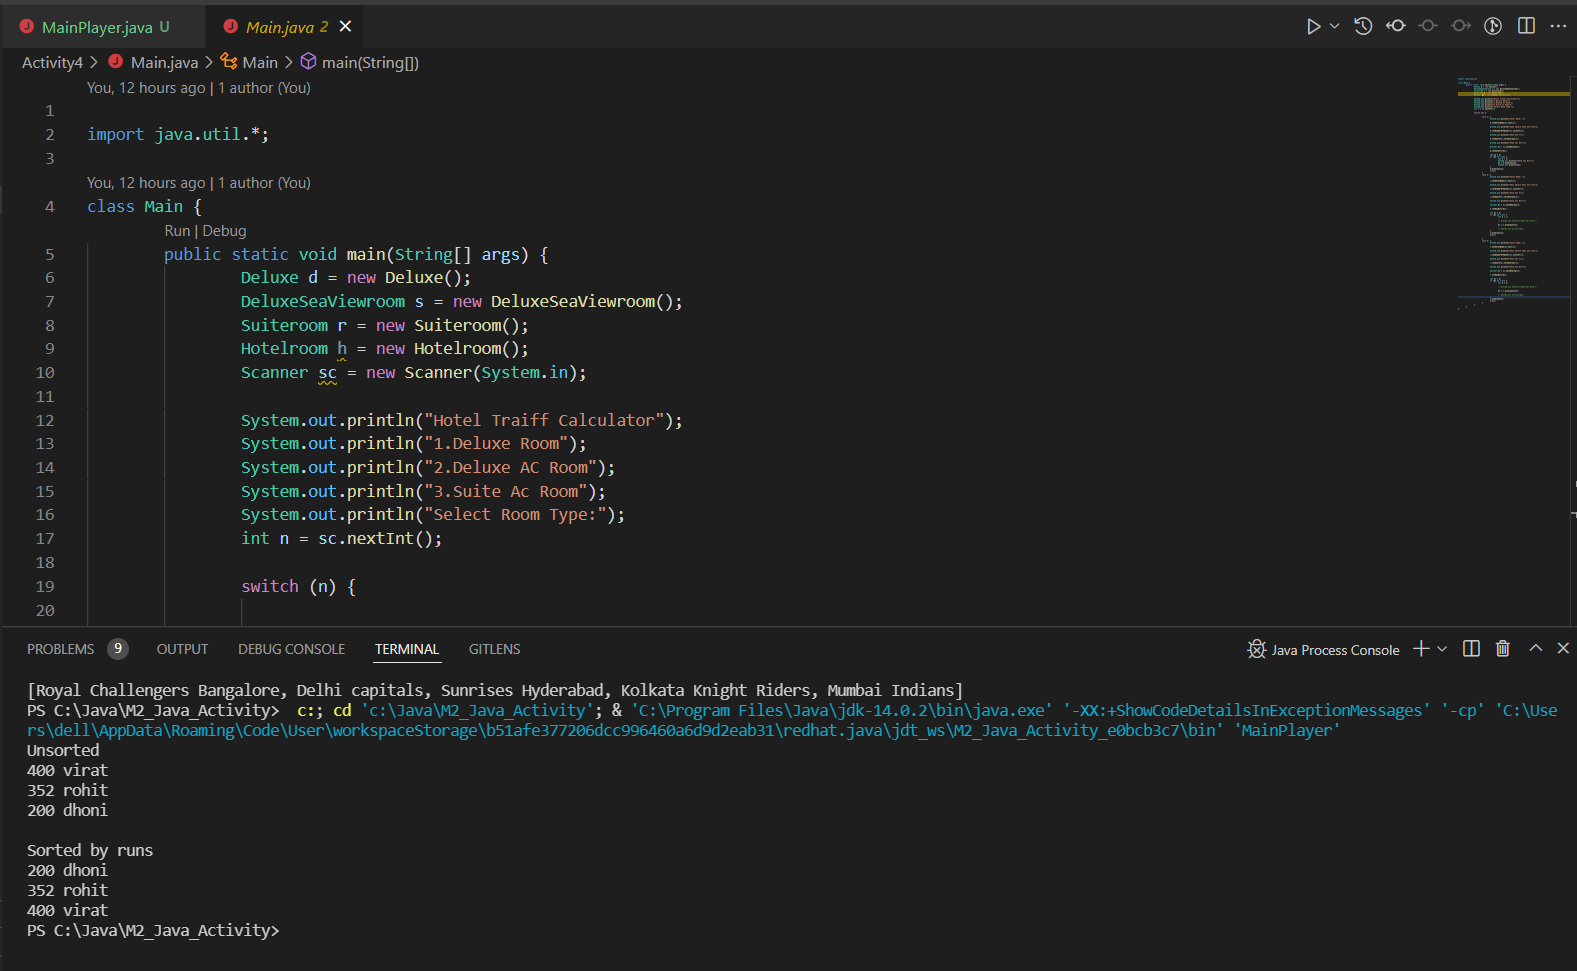 MainPlayer.java U
Main.java 2
Activity4 > Main.java > Main > main(String[])
You, 12 hours ago | 1 author (You)
1
2 import java.util.*;
3
You, 12 hours ago | 1 author (You)
4 class Main {
Run | Debug
5 public static void main(String[] args) {
6 Deluxe d = new Deluxe();
7 DeluxeSeaViewroom s = new DeluxeSeaViewroom();
8 Suiteroom r = new Suiteroom();
9 Hotelroom h = new Hotelroom();
10 Scanner sc = new Scanner(System.in);
11
12 System.out.println("Hotel Traiff Calculator");
13 System.out.println("1.Deluxe Room");
14 System.out.println("2.Deluxe AC Room");
15 System.out.println("3.Suite Ac Room");
16 System.out.println("Select Room Type:");
17 int n = sc.nextInt();
18
19 switch (n) {
20
PROBLEMS 9 OUTPUT DEBUG CONSOLE TERMINAL GITLENS Java Process Console
[Royal Challengers Bangalore, Delhi capitals, Sunrises Hyderabad, Kolkata Knight Riders, Mumbai Indians]
PS C:\Java\M2_Java_Activity>  c:; cd 'c:\Java\M2_Java_Activity'; & 'C:\Program Files\Java\jdk-14.0.2\bin\java.exe' '-XX:+ShowCodeDetailsInExceptionMessages' '-cp' 'C:\Use
rs\dell\AppData\Roaming\Code\User\workspaceStorage\b51afe377206dcc996460a6d9d2eab31\redhat.java\jdt_ws\M2_Java_Activity_e0bcb3c7\bin' 'MainPlayer'
Unsorted
400 virat
352 rohit
200 dhoni
Sorted by runs
200 dhoni
352 rohit
400 virat
PS C:\Java\M2_Java_Activity>